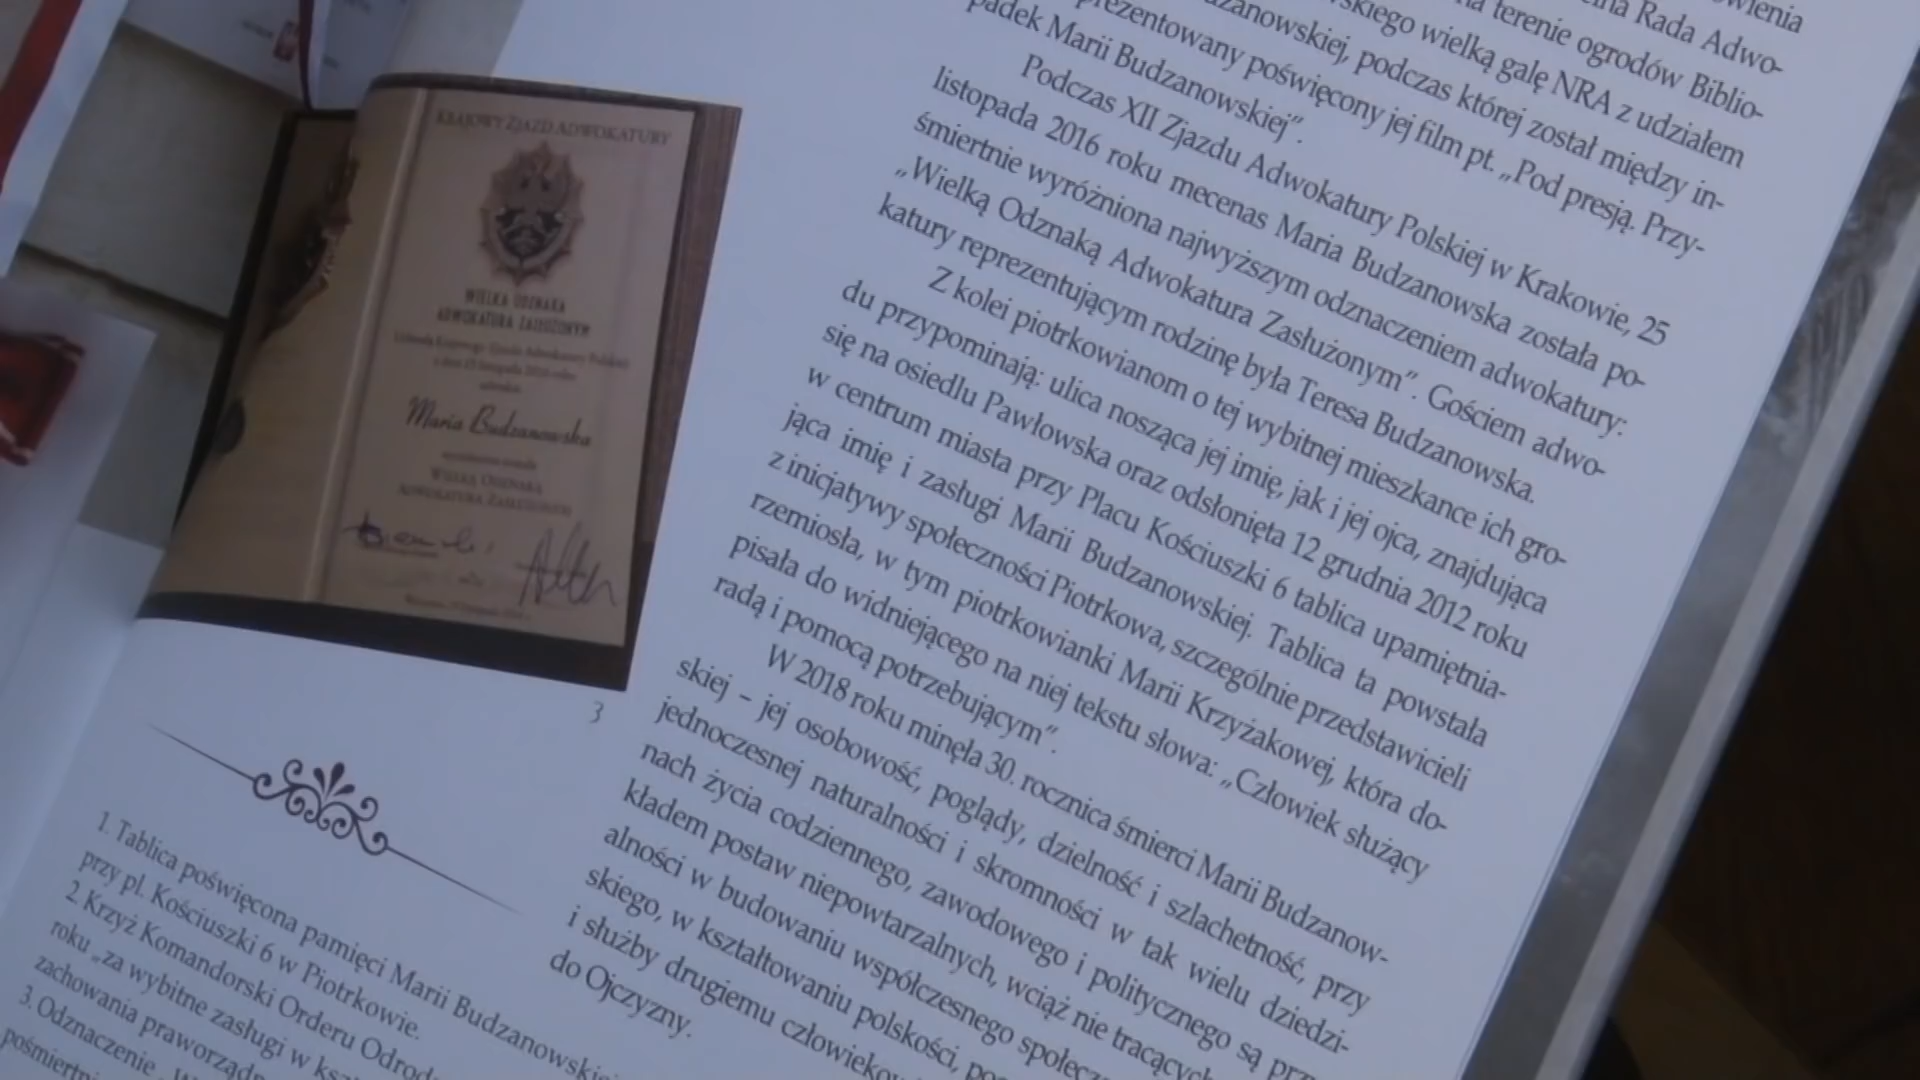 KRAJOWY ZJAZD ADWOKATURY
WIELKA ODZNAKA
ADWOKATURA ZASŁUŻONYM
Maria Budzanowska
WIELKĄ ODZNAKĄ
ADWOKATURA ZASŁUŻONYM
3
1. Tablica poświęcona pamięci Marii Budzanowskiej
przy pl. Kościuszki 6 w Piotrkowie.
2. Krzyż Komandorski Orderu
roku „za wybitne zasługi w
zachowania
3. Odznaczenie
Rada Adwo-
na terenie ogrodów Biblio-
wielką galę NRA z udziałem
podczas której został między in-
poświęcony jej film pt. „Pod presją. Przy-
padek Marii Budzanowskiej”.
Podczas XII Zjazdu Adwokatury Polskiej w Krakowie, 25
listopada 2016 roku mecenas Maria Budzanowska została po-
śmiertnie wyróżniona najwyższym odznaczeniem adwokatury:
„Wielką Odznaką Adwokatura Zasłużonym”. Gościem adwo-
katury reprezentującym rodzinę była Teresa Budzanowska.
Z kolei piotrkowianom o tej wybitnej mieszkance ich gro-
du przypominają: ulica nosząca jej imię, jak i jej ojca, znajdująca
się na osiedlu Pawłowska oraz odsłonięta 12 grudnia 2012 roku
w centrum miasta przy Placu Kościuszki 6 tablica upamiętnia-
jąca imię i zasługi Marii Budzanowskiej. Tablica ta powstała
z inicjatywy społeczności Piotrkowa, szczególnie przedstawicieli
rzemiosła, w tym piotrkowianki Marii Krzyżakowej, która do-
pisała do widniejącego na niej tekstu słowa: „Człowiek służący
radą i pomocą potrzebującym”.
W 2018 roku minęła 30. rocznica śmierci Marii Budzanow-
skiej – jej osobowość, poglądy, dzielność i szlachetność, przy
jednoczesnej naturalności i skromności w tak wielu dziedzi-
nach życia codziennego, zawodowego i politycznego są
kładem postaw niepowtarzalnych, wciąż nie tracących
alności w budowaniu współczesnego
skiego, w kształtowaniu polskości,
i służby drugiemu
do Ojczyzny.